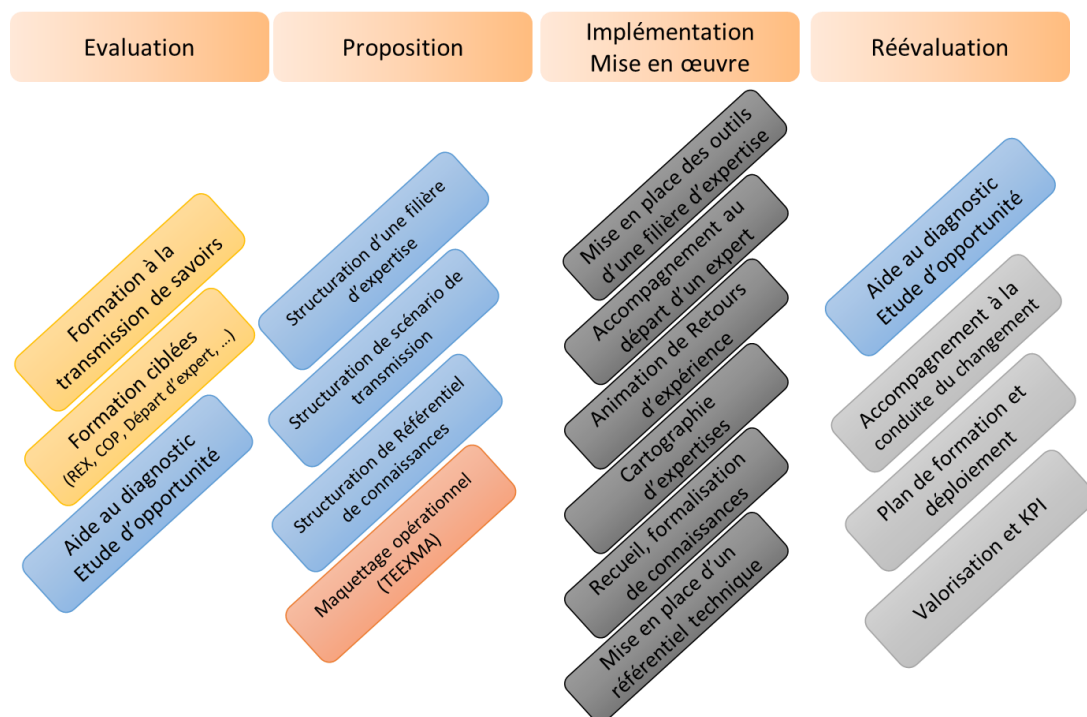 Evaluation
Proposition
Implémentation
Mise en œuvre
Réévaluation
Formation à la
transmission de savoirs
Formation ciblées
(REX, COP, Départ d'expert, …)
Aide au diagnostic
Etude d'opportunité
Structuration d'une filière
d'expertise
Structuration de scénario de
transmission
Structuration de Référentiel
de connaissances
Maquettage opérationnel
(TEEXMA)
Mise en place des outils
d'une filière d'expertise
Accompagnement au
départ d'un expert
Animation de Retours
d'expérience
Cartographie
d'expertises
Recueil, formalisation
de connaissances
Mise en place d'un
référentiel technique
Aide au diagnostic
Etude d'opportunité
Accompagnement à la
conduite du changement
Plan de formation et
déploiement
Valorisation et KPI